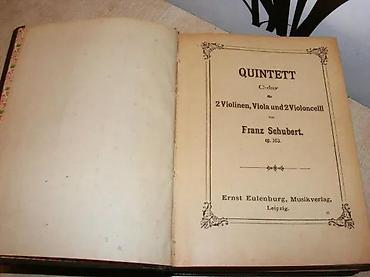 QUINTETT
C-dur
für
2 Violinen, Viola und 2 Violoncelli
von
Franz Schubert.
op. 163.
Ernst Eulenburg, Musikverlag,
Leipzig.